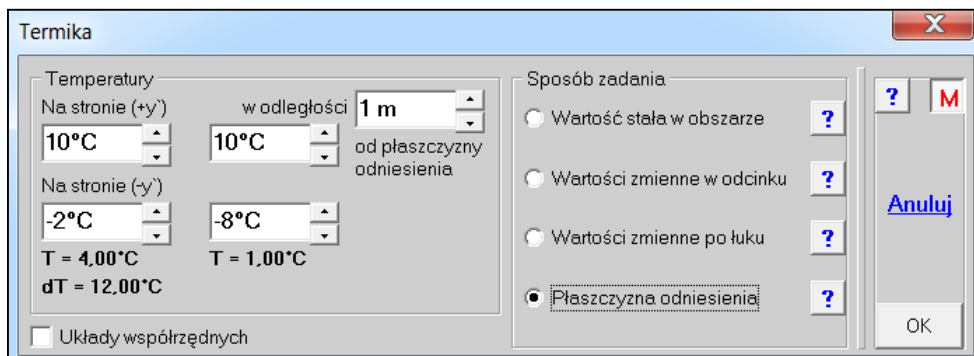 Termika
Temperatury
Na stronie (+y`)
w odległości
1 m
10°C
10°C
od płaszczyzny
odniesienia
Na stronie (-y`)
-2°C
-8°C
T = 4,00°C
T = 1,00°C
dT = 12,00°C
Układy współrzędnych
Sposób zadania
Wartość stała w obszarze
?
Wartości zmienne w odcinku
?
Wartości zmienne po łuku
?
Płaszczyzna odniesienia
?
?
M
Anuluj
OK